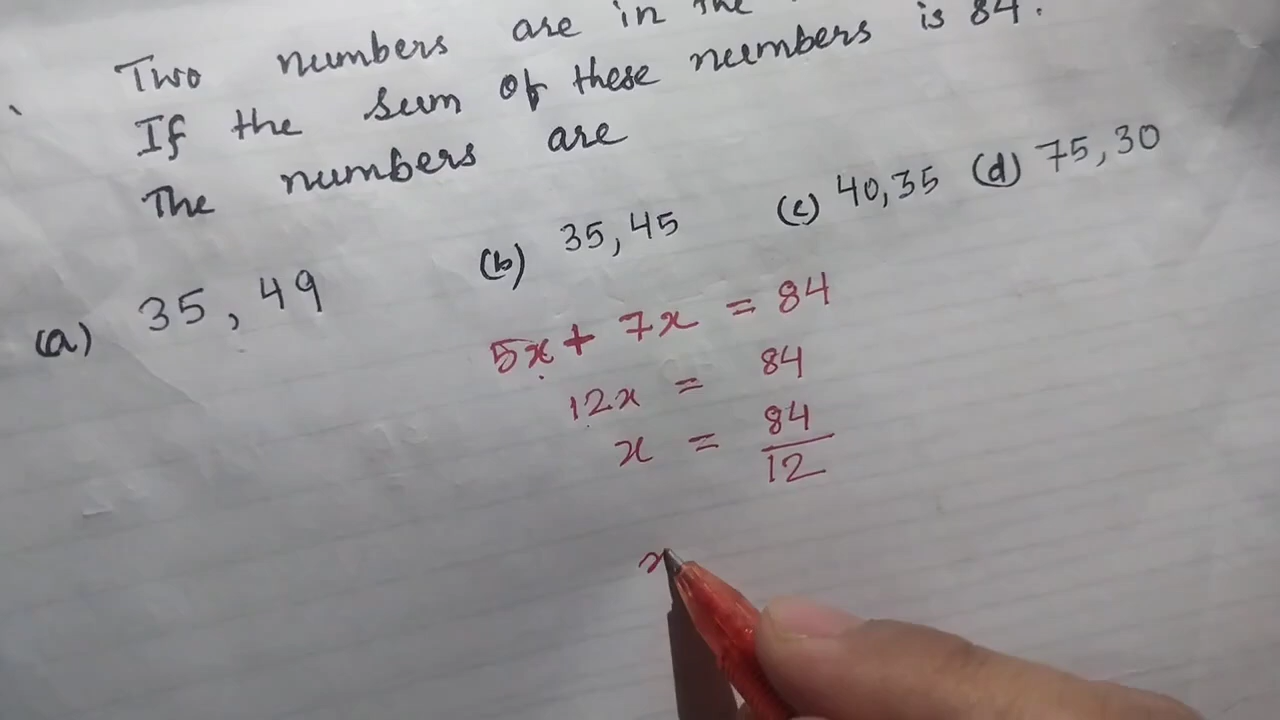 Two numbers are in the
If the sum of these numbers is 84.
The numbers are
(a) 35, 49 (b) 35, 45 (c) 40, 35 (d) 75, 30
5x + 7x = 84
12x = 84
x = 84/12
x